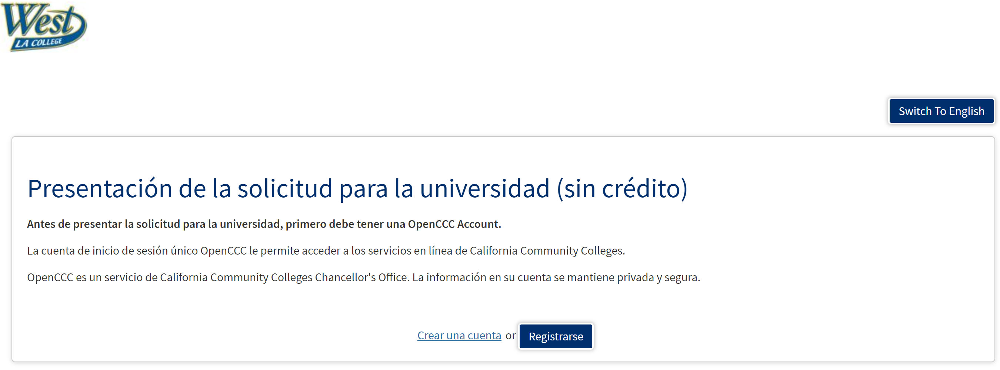 West
LA COLLEGE
Switch To English
Presentación de la solicitud para la universidad (sin crédito)
Antes de presentar la solicitud para la universidad, primero debe tener una OpenCCC Account.
La cuenta de inicio de sesión único OpenCCC le permite acceder a los servicios en línea de California Community Colleges.
OpenCCC es un servicio de California Community Colleges Chancellor's Office. La información en su cuenta se mantiene privada y segura.
Crear una cuenta or Registrarse